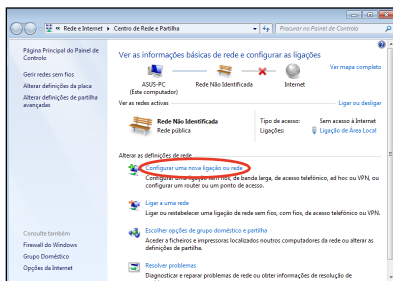 « Rede e Internet ▸ Centro de Rede e Partilha
Procurar no Painel de Controlo
Página Principal do Painel de
Controlo
Gerir redes sem fios
Alterar definições da placa
Alterar definições de partilha
avançadas
Consulte também
Firewall do Windows
Grupo Doméstico
Opções da Internet
Ver as informações básicas de rede e configurar as ligações
Ver mapa completo
ASUS-PC
(Este computador)
Rede Não Identificada
Internet
Ver as redes activas
Ligar ou desligar
Rede Não Identificada
Rede pública
Tipo de acesso: Sem acesso à Internet
Ligações: Ligação de Área Local
Alterar as definições de rede
Configurar uma nova ligação ou rede
Configurar uma ligação sem fios, de banda larga, de acesso telefónico, ad hoc ou VPN, ou
configurar um router ou um ponto de acesso.
Ligar a uma rede
Ligar ou restabelecer uma ligação de rede sem fios, com fios, de acesso telefónico ou VPN.
Escolher opções de grupo doméstico e partilha
Aceder a ficheiros e impressoras localizados noutros computadores da rede ou alterar as
definições de partilha.
Resolver problemas
Diagnosticar e reparar problemas de rede ou obter informações de resolução de